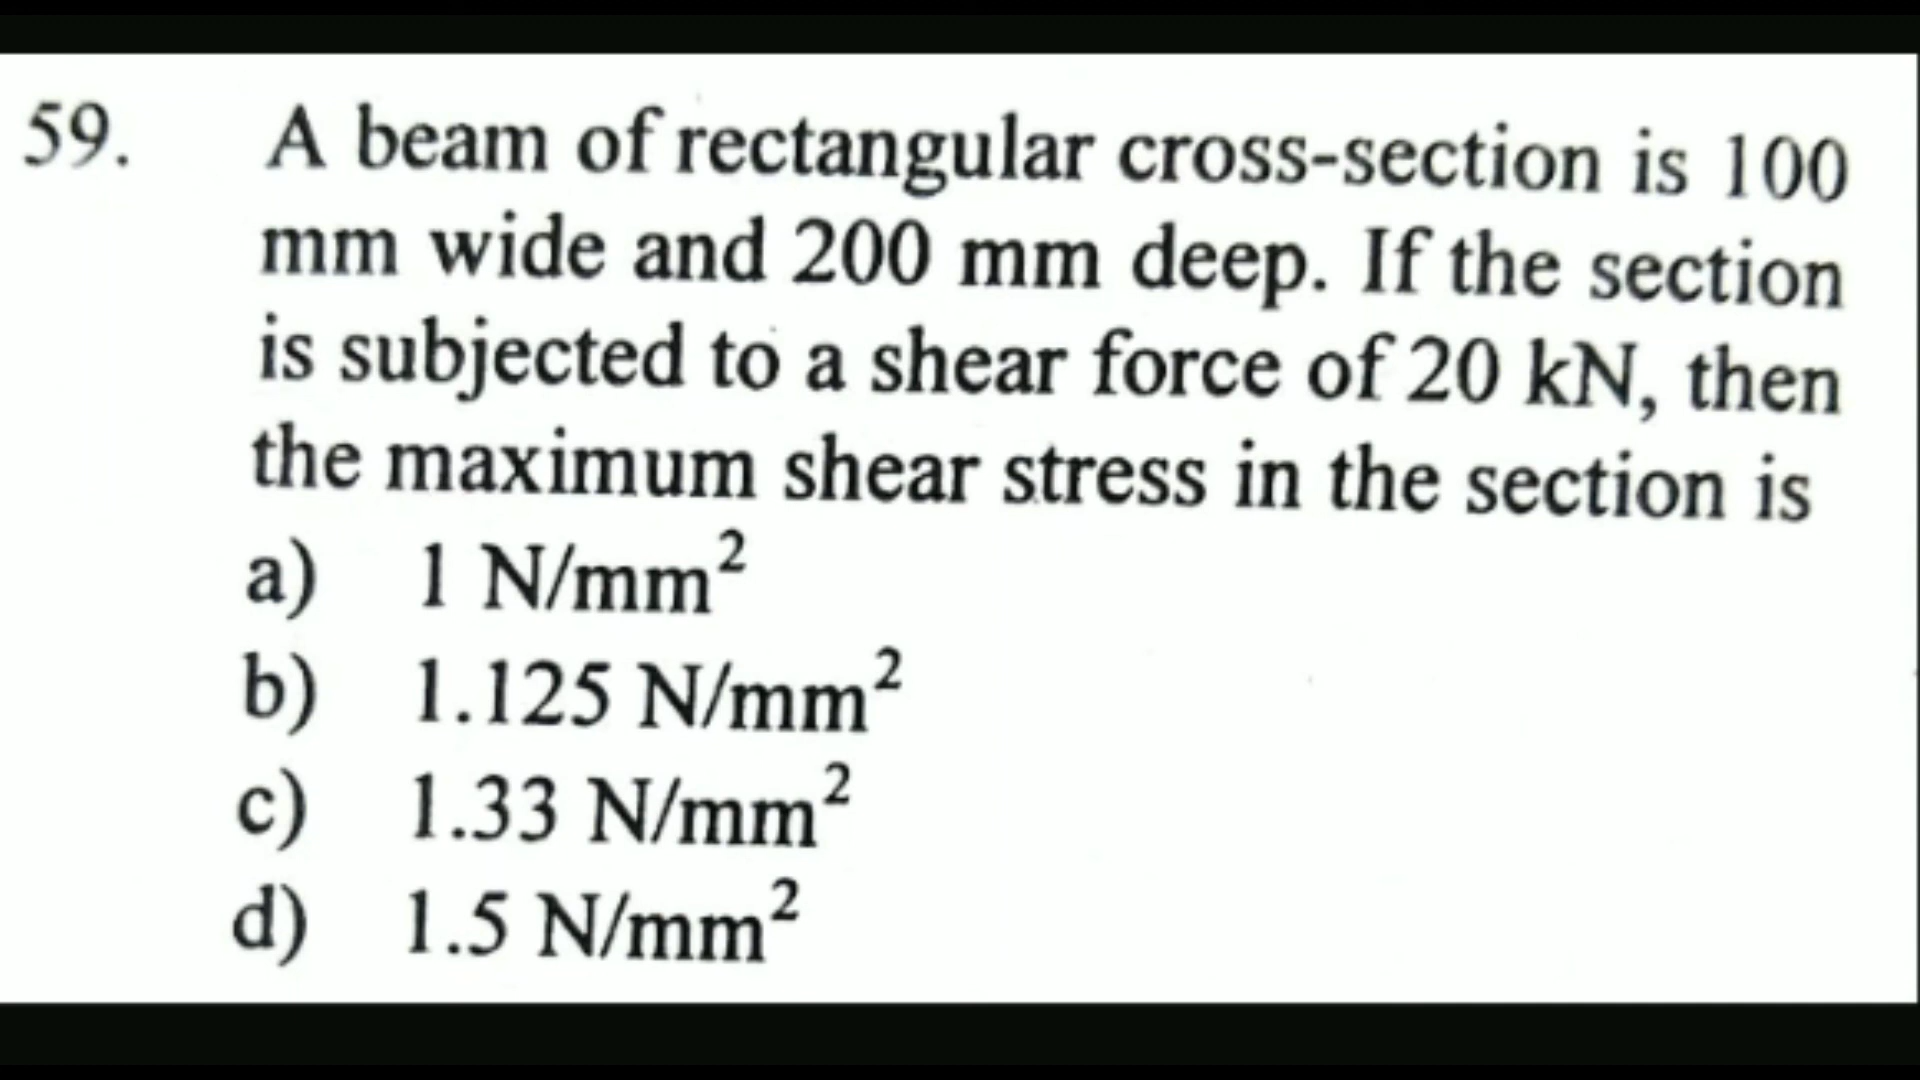 59. A beam of rectangular cross-section is 100
mm wide and 200 mm deep. If the section
is subjected to a shear force of 20 kN, then
the maximum shear stress in the section is
a) 1 N/mm²
b) 1.125 N/mm²
c) 1.33 N/mm²
d) 1.5 N/mm²